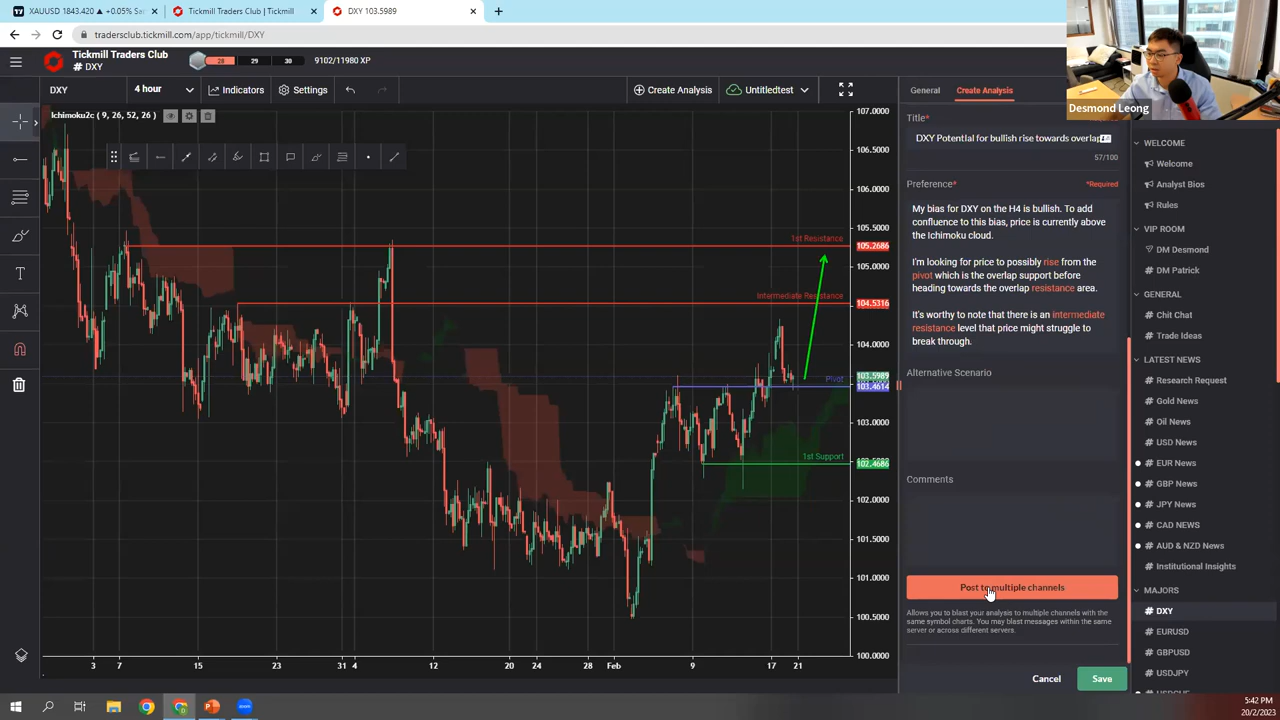 XAUUSD 1843.420 ▲ +0.05% Sav
Tickmill Traders Club | Tickmill
DXY 103.5989
tradersclub.tickmill.com/app/tickmill/DXY
Tickmill Traders Club
# DXY
28
29
30
9102/11980 XP
Desmond Leong
DXY
4 hour
Indicators
Settings
Create Analysis
Untitledtest
General
Create Analysis
Ichimoku2c ( 9, 26, 52, 26 )
1st Resistance
Intermediate Resistance
Pivot
1st Support
107.0000
106.5000
106.0000
105.5000
105.2686
105.0000
104.5316
104.0000
103.5989
103.4614
103.0000
102.4686
102.0000
101.5000
101.0000
100.5000
100.0000
3
7
15
23
31
4
12
20
24
28
Feb
9
17
21
Title*
DXY Potential for bullish rise towards overlap
57/100
Preference*
*Required
My bias for DXY on the H4 is bullish. To add
confluence to this bias, price is currently above
the Ichimoku cloud.
I'm looking for price to possibly rise from the
pivot which is the overlap support before
heading towards the overlap resistance area.
It's worthy to note that there is an intermediate
resistance level that price might struggle to
break through.
Alternative Scenario
Comments
Post to multiple channels
Allows you to blast your analysis to multiple channels with the
same symbol charts. You may blast messages within the same
server or across different servers.
Cancel
Save
WELCOME
Welcome
Analyst Bios
Rules
VIP ROOM
DM Desmond
# DM Patrick
GENERAL
# Chit Chat
# Trade Ideas
LATEST NEWS
# Research Request
# Gold News
# Oil News
# USD News
# EUR News
# GBP News
# JPY News
# CAD NEWS
# AUD & NZD News
# Institutional Insights
MAJORS
# DXY
# EURUSD
# GBPUSD
# USDJPY
# USDCHF
5:42 PM
20/2/2023